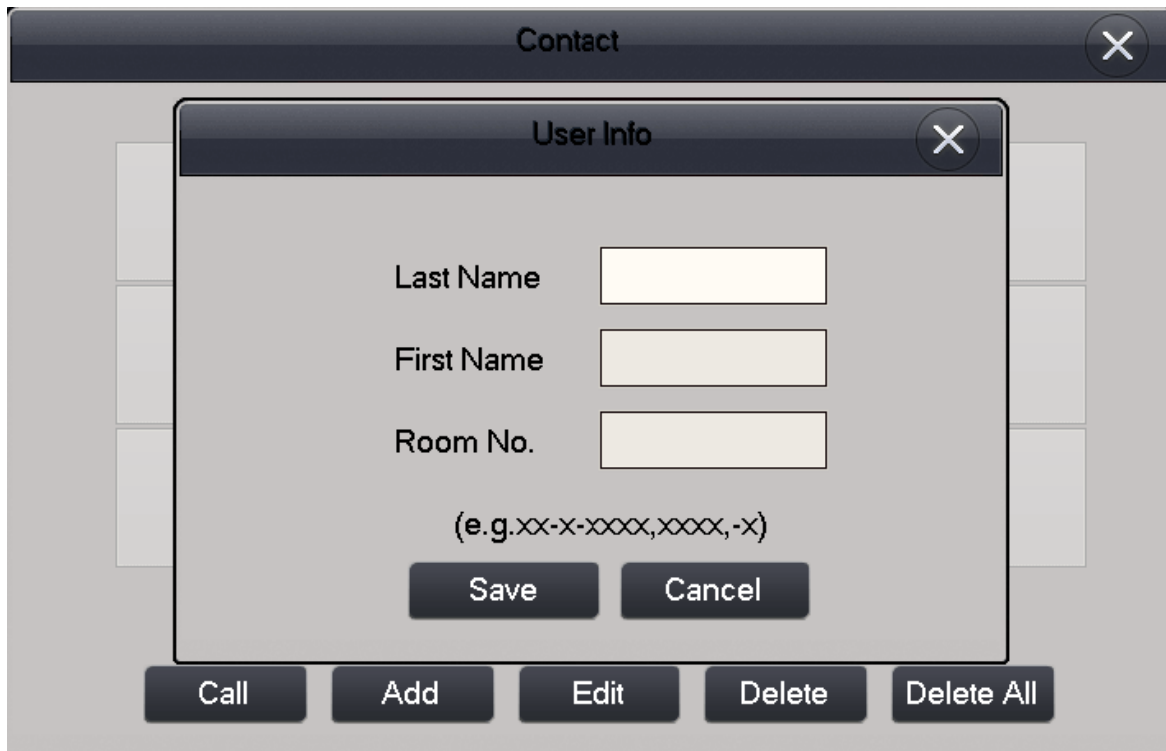 Contact
User Info
Last Name
First Name
Room No.
(e.g.xx-x-xxxx,xxxx,-x)
Save Cancel
Call Add Edit Delete Delete All